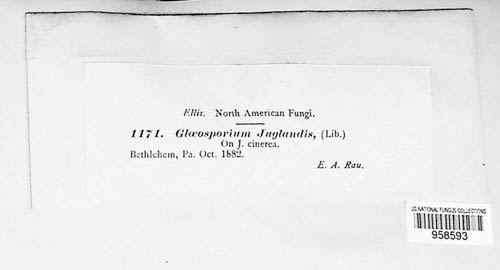 Ellis. North American Fungi.
1171. Glœosporium Juglandis, (Lib.)
On J. cinerea.
Bethlehem, Pa. Oct. 1882.
E. A. Rau.
US NATIONAL FUNGUS COLLECTIONS
958593